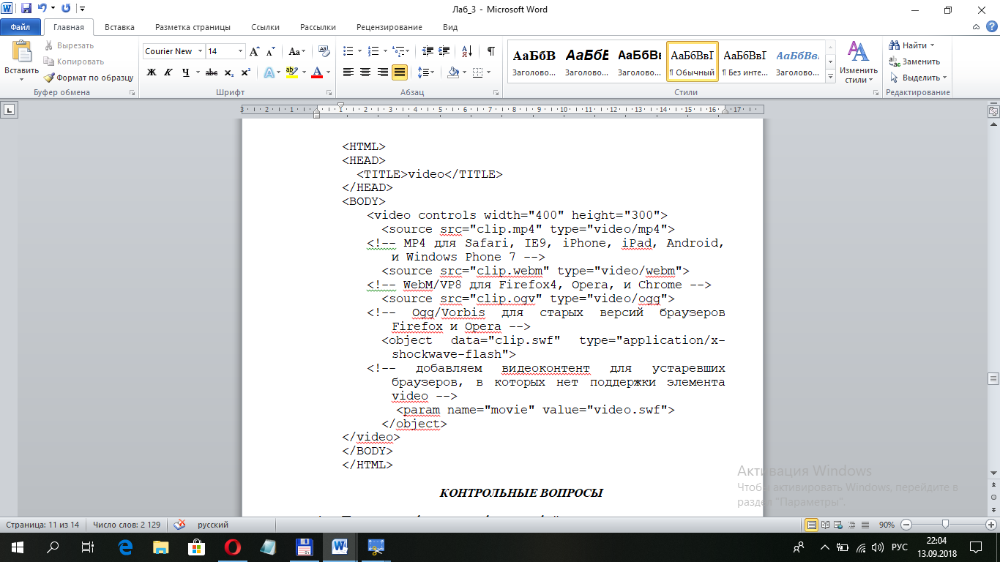 Лаб_3 - Microsoft Word
Файл Главная Вставка Разметка страницы Ссылки Рассылки Рецензирование Вид
Вставить
Вырезать
Копировать
Формат по образцу
Буфер обмена
Courier New 14
Ж К Ч abc x₂ x²
Шрифт
Абзац
АаБбВ АаБбВ АаБбВв АаБбВвГ АаБбВвГ АаБбВв
Заголово... Заголово... Заголово... ¶ Обычный ¶ Без инте... Заголово...
Стили
Изменить стили
Найти
Заменить
Выделить
Редактирование
3 2 1 1 2 3 4 5 6 7 8 9 10 11 12 13 14 15 16 17
<HTML>
<HEAD>
<TITLE>video</TITLE>
</HEAD>
<BODY>
<video controls width="400" height="300">
<source src="clip.mp4" type="video/mp4">
<!-- MP4 для Safari, IE9, iPhone, iPad, Android,
и Windows Phone 7 -->
<source src="clip.webm" type="video/webm">
<!-- WebM/VP8 для Firefox4, Opera, и Chrome -->
<source src="clip.ogv" type="video/ogg">
<!-- Ogg/Vorbis для старых версий браузеров
Firefox и Opera -->
<object data="clip.swf" type="application/x-
shockwave-flash">
<!-- добавляем видеоконтент для устаревших
браузеров, в которых нет поддержки элемента
video -->
<param name="movie" value="video.swf">
</object>
</video>
</BODY>
</HTML>
КОНТРОЛЬНЫЕ ВОПРОСЫ
Активация Windows
Чтобы активировать Windows, перейдите в
раздел "Параметры".
Страница: 11 из 14 Число слов: 2 129 русский 90%
РУС
22:04
13.09.2018